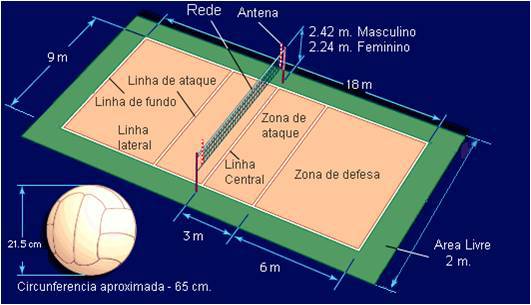 Rede
Antena
2.42 m. Masculino
2.24 m. Feminino
9 m
18 m
Linha de ataque
Linha de fundo
Linha
lateral
Zona de
ataque
Linha
Central
Zona de defesa
3 m
6 m
Area Livre
2 m.
21.5 cm
Circunferencia aproximada - 65 cm.